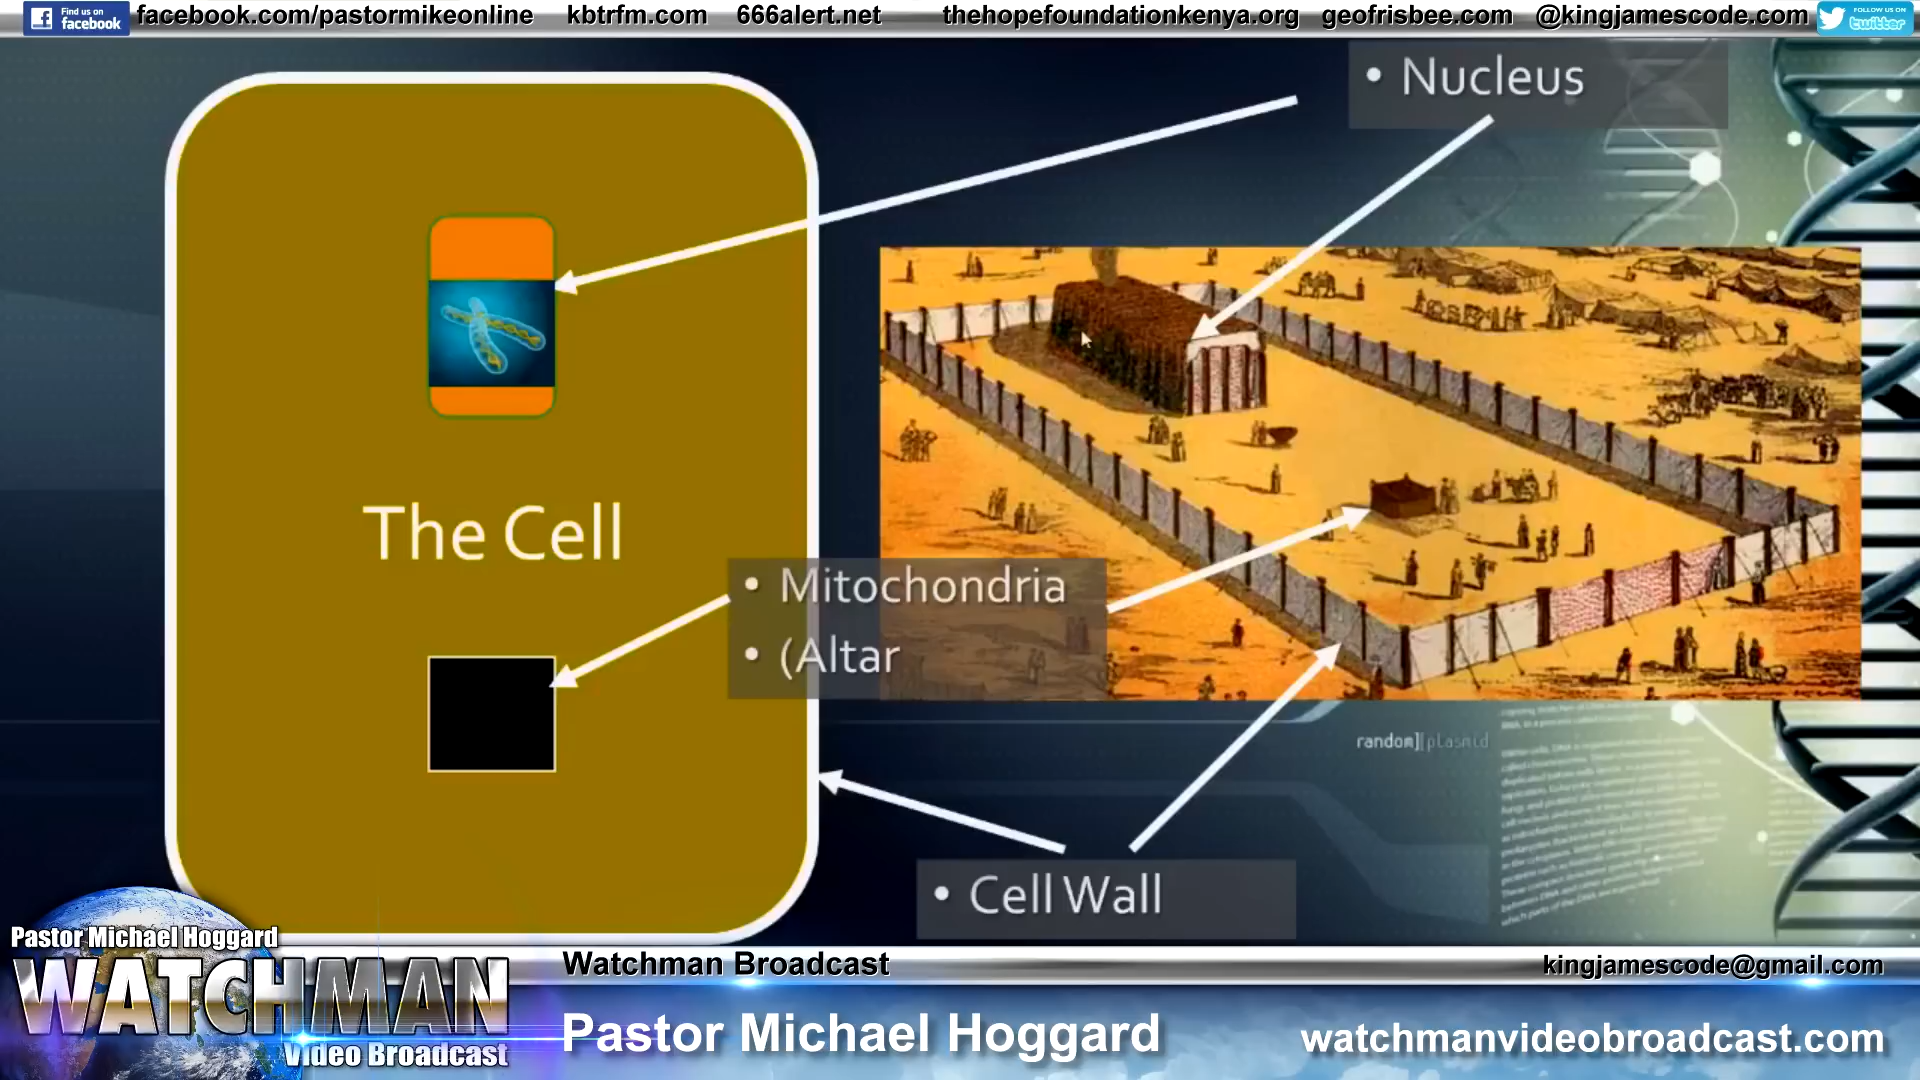 Find us on
facebook
facebook.com/pastormikeonline kbtrfm.com 666alert.net thehopefoundationkenya.org geofrisbee.com @kingjamescode.com
FOLLOW US ON
twitter
• Nucleus
The Cell
• Mitochondria
• (Altar
random][plasmid
• Cell Wall
Pastor Michael Hoggard
WATCHMAN
Video Broadcast
Watchman Broadcast
kingjamescode@gmail.com
Pastor Michael Hoggard
watchmanvideobroadcast.com